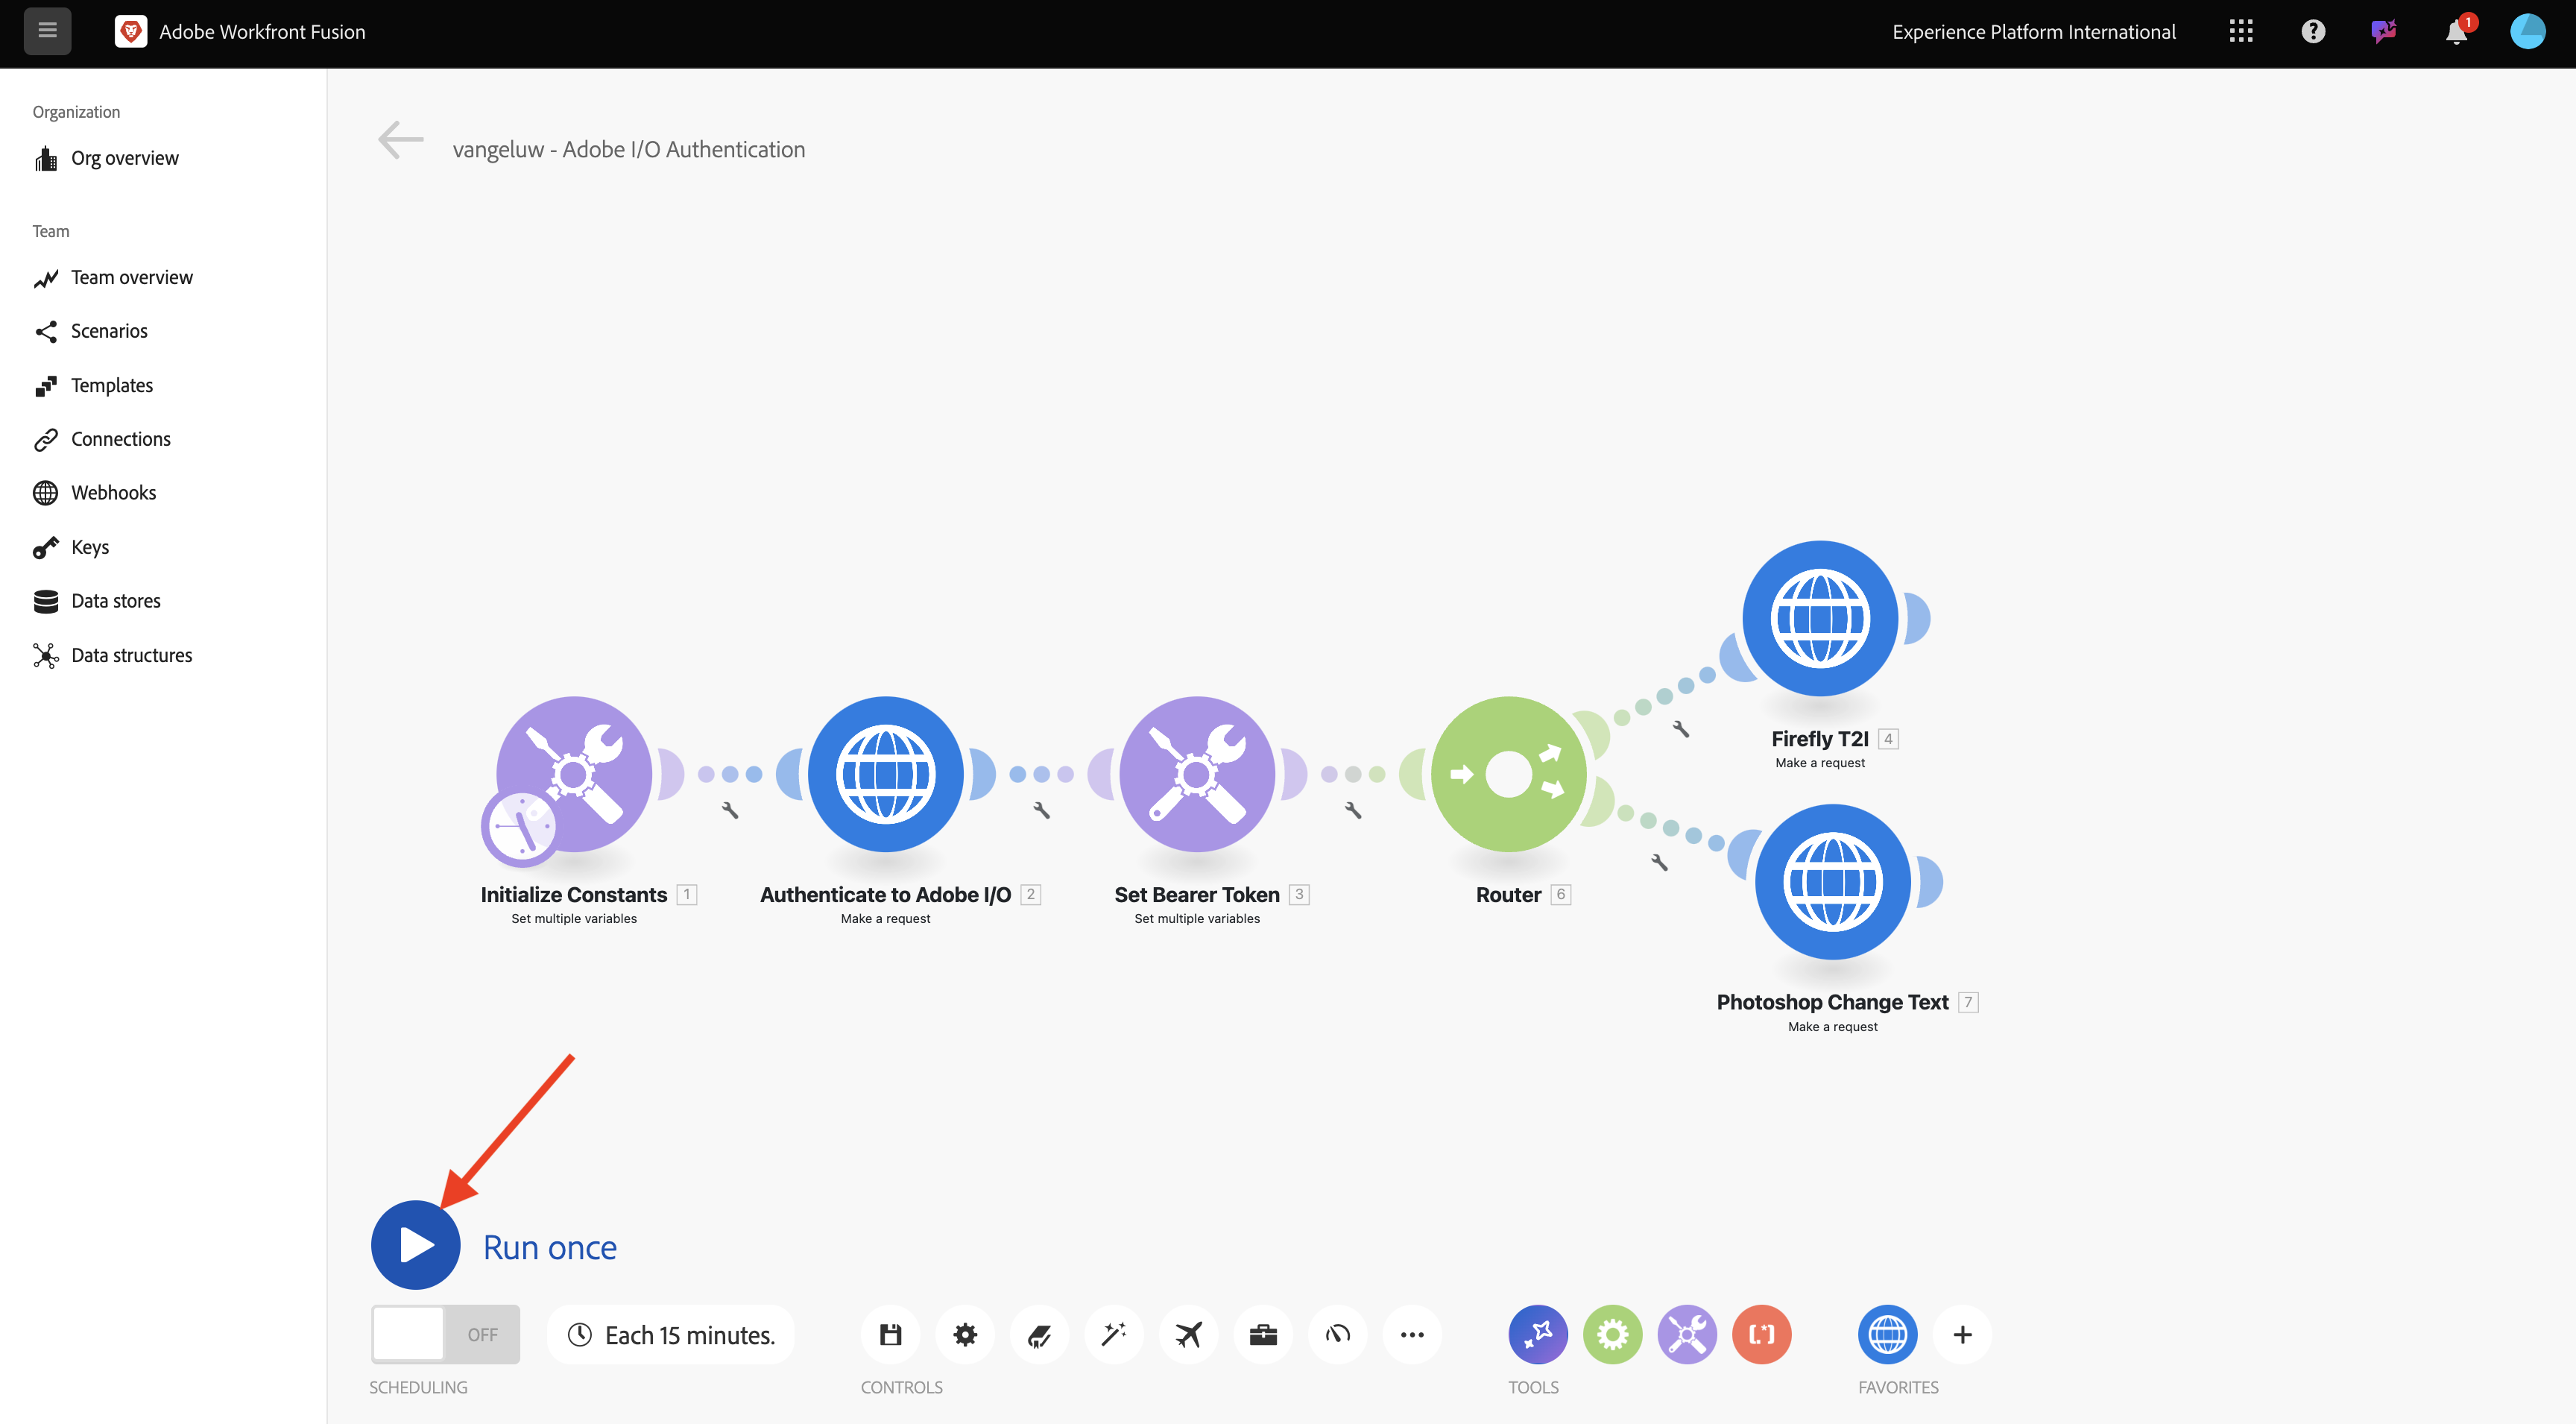 Adobe Workfront Fusion
Experience Platform International
1
Organization
Org overview
Team
Team overview
Scenarios
Templates
Connections
Webhooks
Keys
Data stores
Data structures
vangeluw - Adobe I/O Authentication
Firefly T2I 4
Make a request
Initialize Constants 1
Set multiple variables
Authenticate to Adobe I/O 2
Make a request
Set Bearer Token 3
Set multiple variables
Router 6
Photoshop Change Text 7
Make a request
Run once
OFF
Each 15 minutes.
SCHEDULING
CONTROLS
TOOLS
FAVORITES